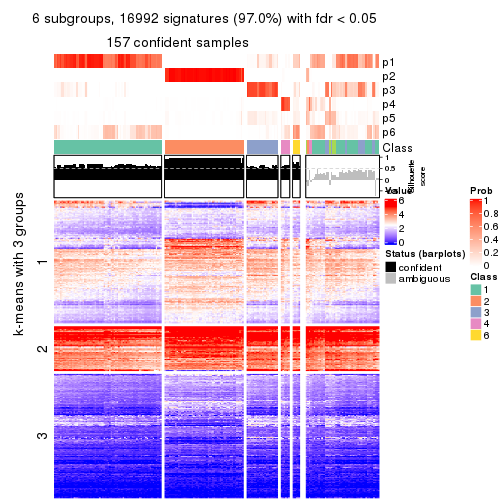 6 subgroups, 16992 signatures (97.0%) with fdr < 0.05
157 confident samples
p1
p2
p3
p4
p5
p6
Class
1
0.5
0
Silhouette
score
k-means with 3 groups
1
2
3
Value
6
4
2
0
Status (barplots)
confident
ambiguous
Prob
1
0.8
0.6
0.4
0.2
0
Class
1
2
3
4
6